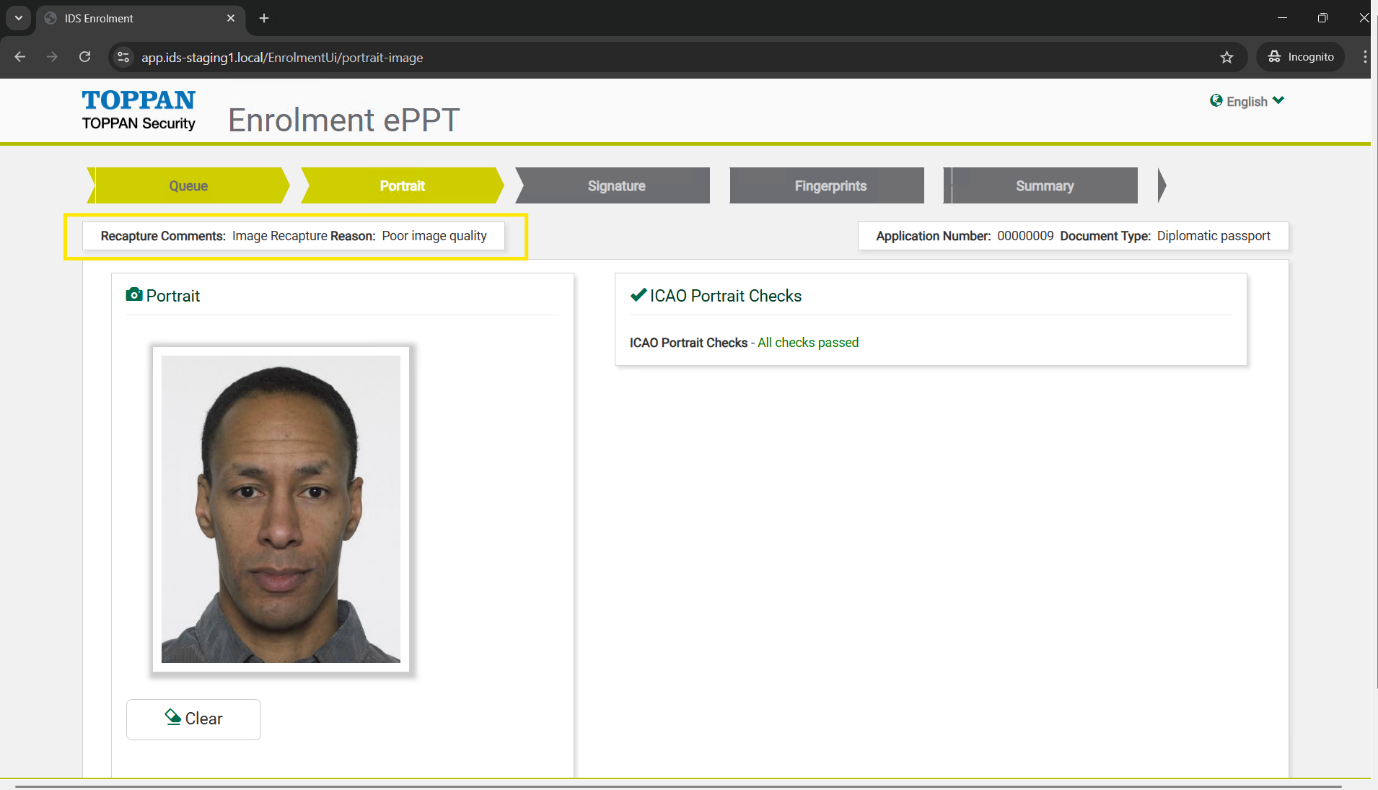 IDS Enrolment
app.ids-staging1.local/EnrolmentUi/portrait-image
Incognito
TOPPAN
TOPPAN Security
Enrolment ePPT
English
Queue
Portrait
Signature
Fingerprints
Summary
Recapture Comments: Image Recapture Reason: Poor image quality
Application Number: 00000009 Document Type: Diplomatic passport
Portrait
ICAO Portrait Checks
ICAO Portrait Checks - All checks passed
Clear